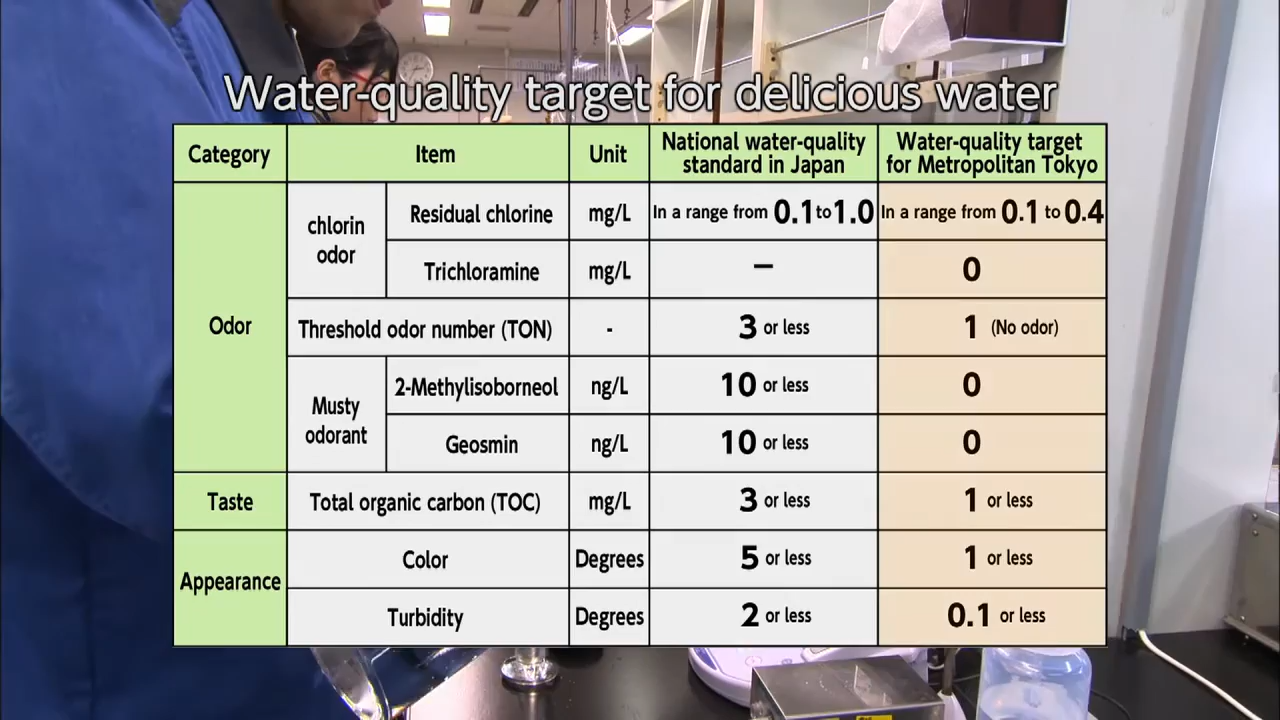 Water-quality target for delicious water
Category
Item
Unit
National water-quality
standard in Japan
Water-quality target
for Metropolitan Tokyo
Odor
chlorin
odor
Residual chlorine
mg/L
In a range from 0.1 to 1.0
In a range from 0.1 to 0.4
Trichloramine
mg/L
—
0
Threshold odor number (TON)
-
3 or less
1 (No odor)
Musty
odorant
2-Methylisoborneol
ng/L
10 or less
0
Geosmin
ng/L
10 or less
0
Taste
Total organic carbon (TOC)
mg/L
3 or less
1 or less
Appearance
Color
Degrees
5 or less
1 or less
Turbidity
Degrees
2 or less
0.1 or less